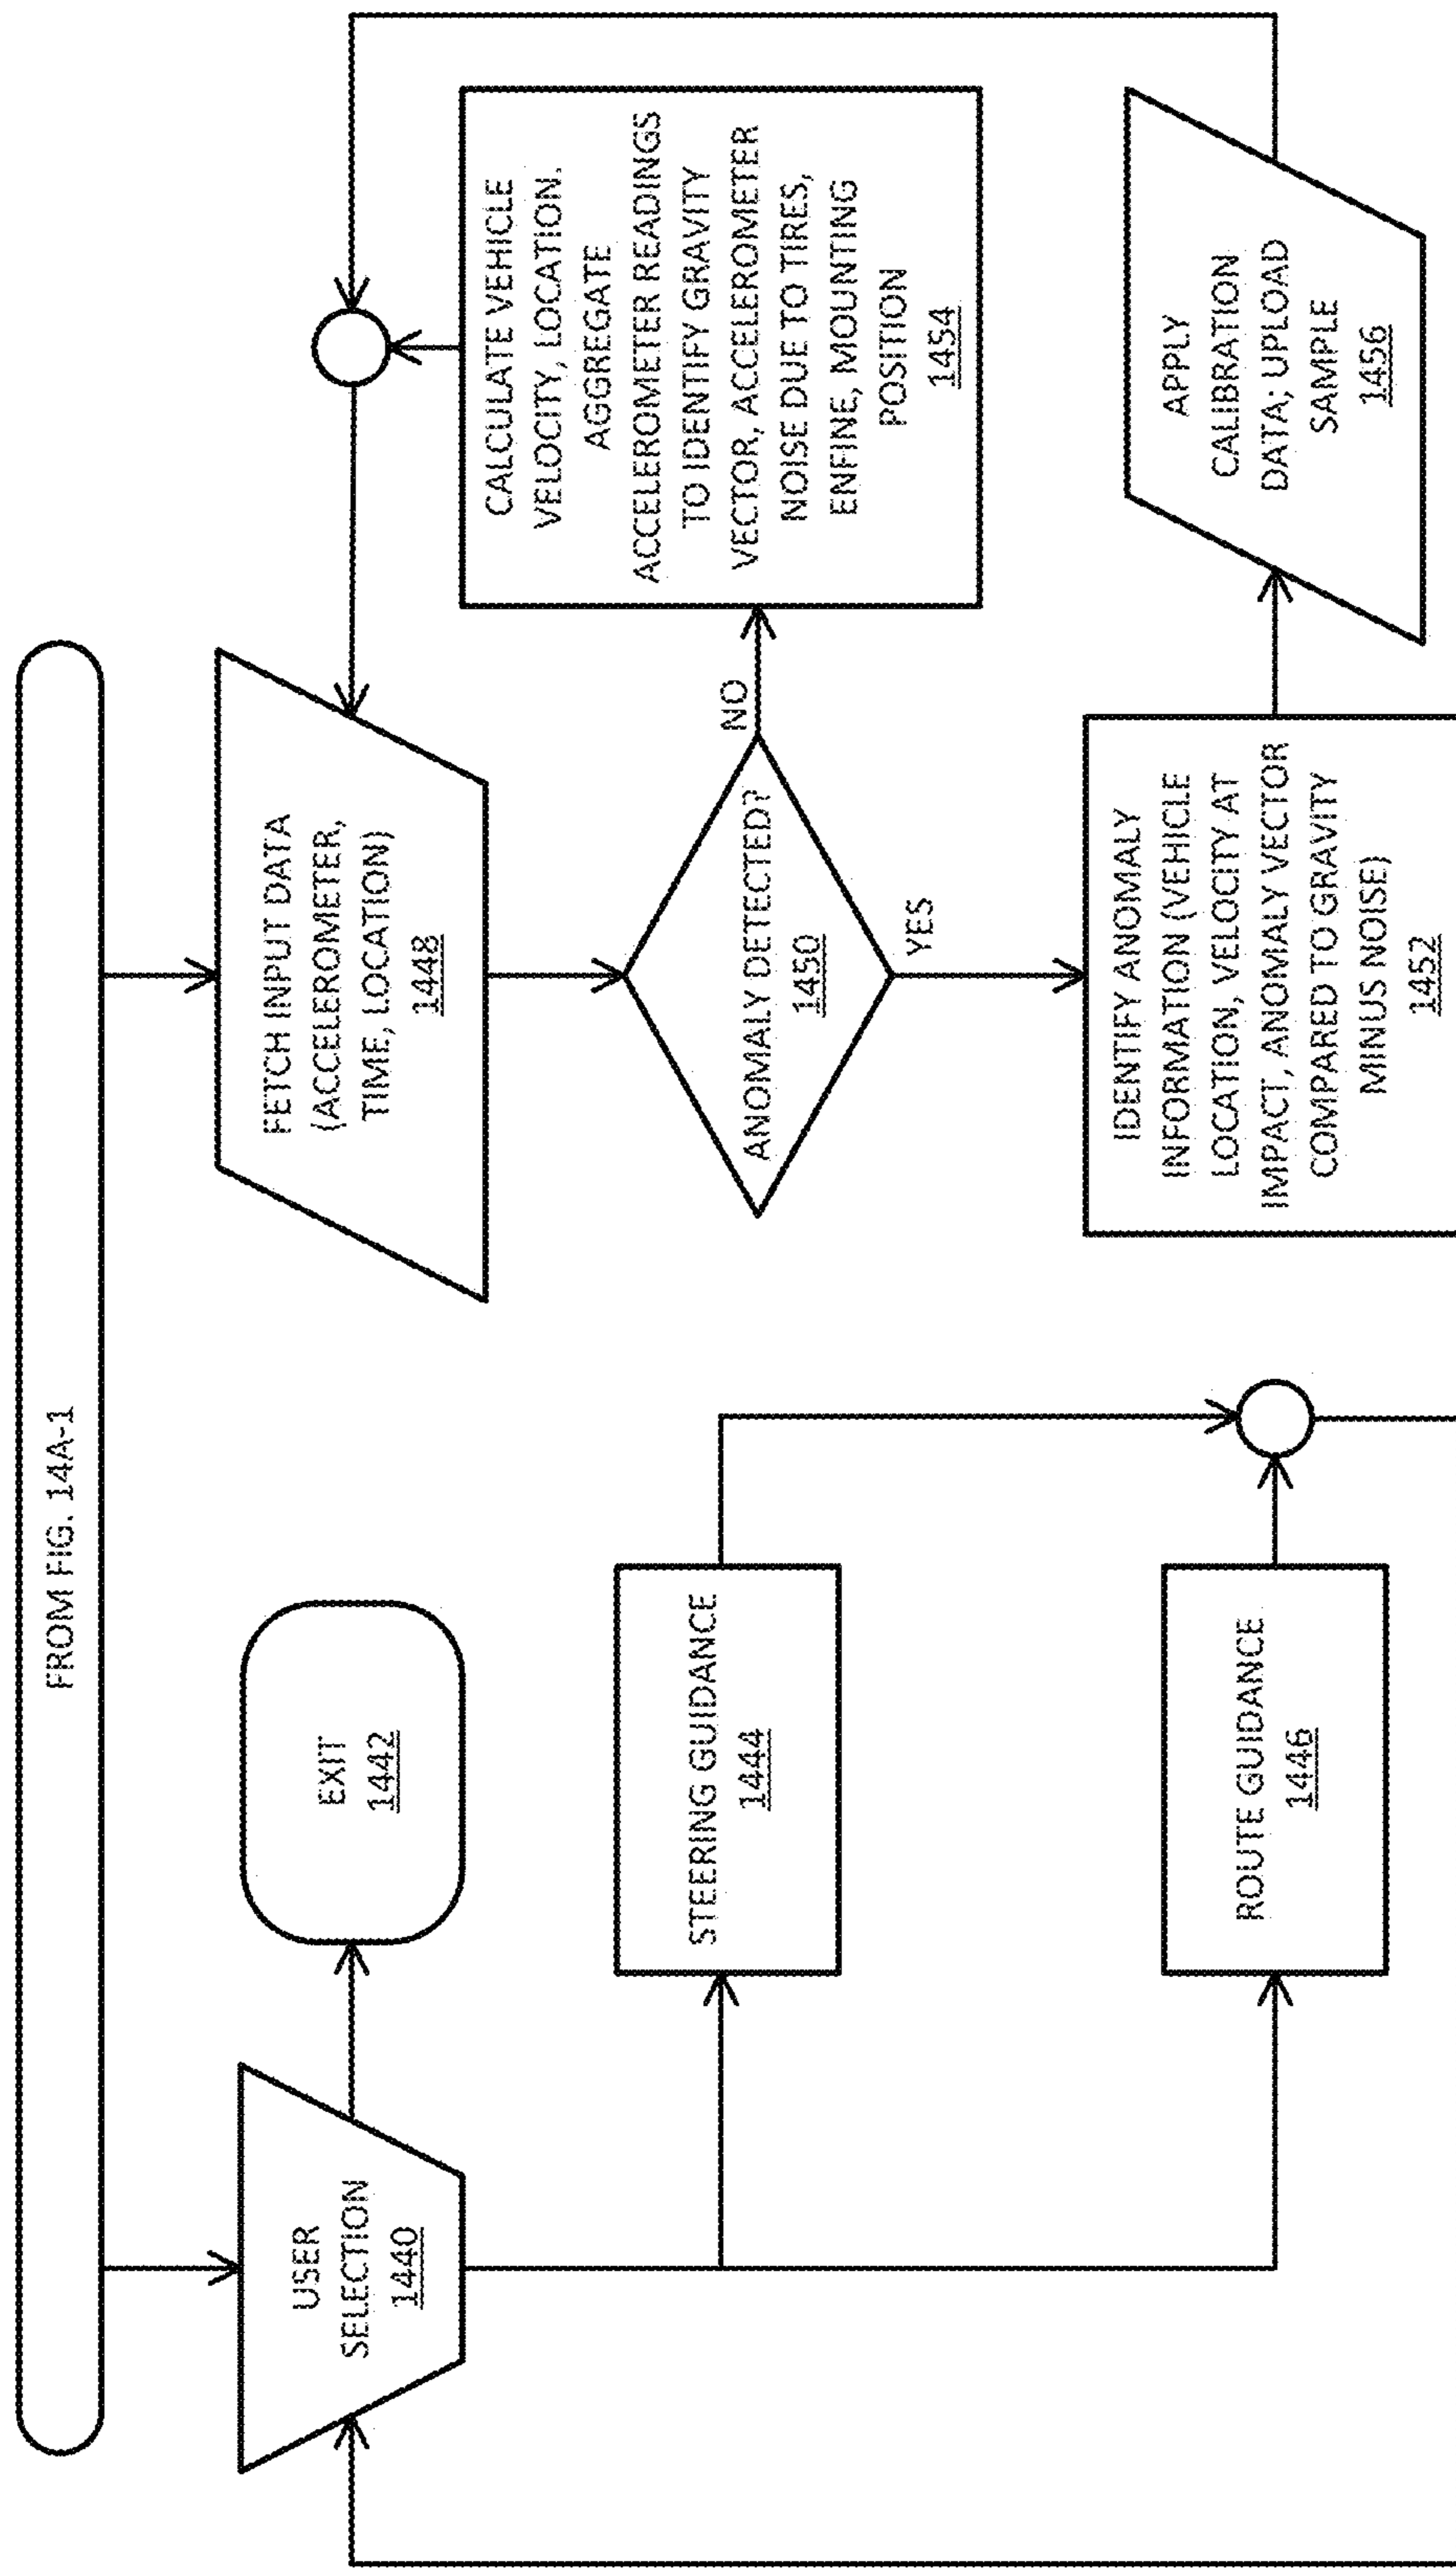 FROM FIG. 14A-1
USER
SELECTION
1440
EXIT
1442
STEERING GUIDANCE
1444
ROUTE GUIDANCE
1446
FETCH INPUT DATA
(ACCELEROMETER,
TIME, LOCATION)
1448
ANOMALY DETECTED?
1450
NO
YES
CALCULATE VEHICLE
VELOCITY, LOCATION.
AGGREGATE
ACCELEROMETER READINGS
TO IDENTIFY GRAVITY
VECTOR, ACCELEROMETER
NOISE DUE TO TIRES,
ENFINE, MOUNTING
POSITION
1454
IDENTIFY ANOMALY
INFORMATION (VEHICLE
LOCATION, VELOCITY AT
IMPACT, ANOMALY VECTOR
COMPARED TO GRAVITY
MINUS NOISE)
1452
APPLY
CALIBRATION
DATA; UPLOAD
SAMPLE
1456